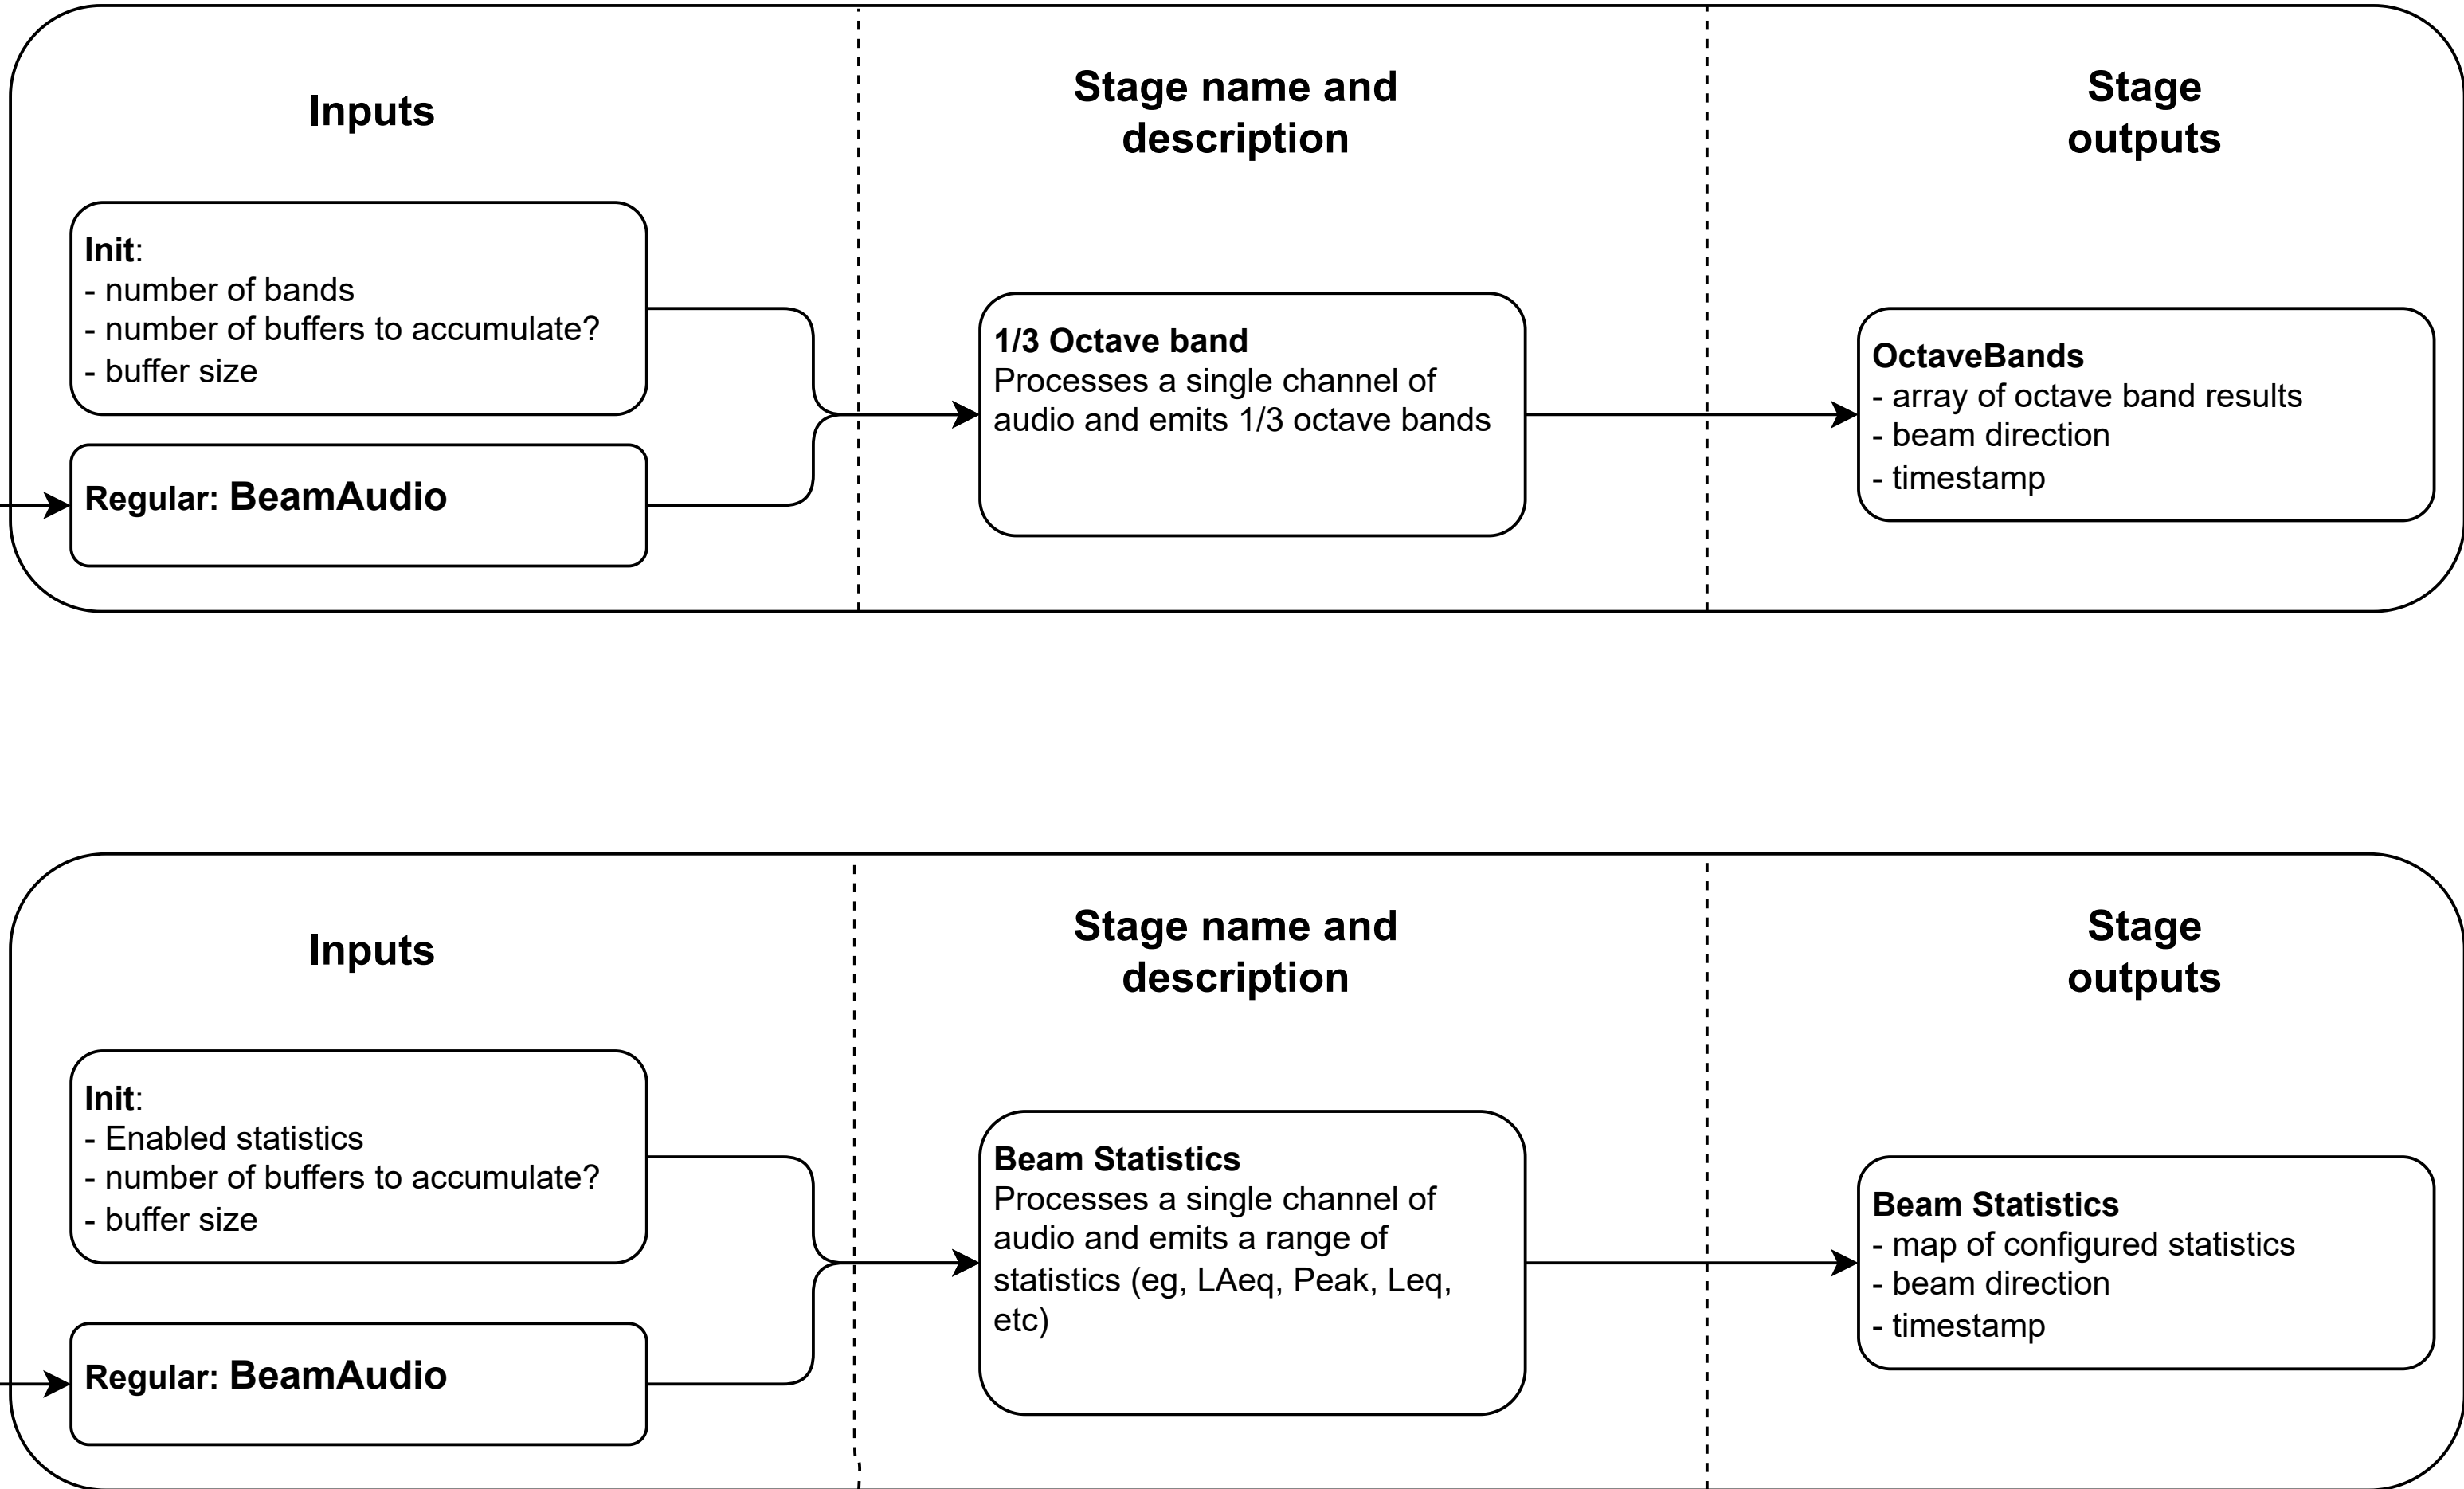 Inputs
Stage name and
description
Stage
outputs
Init:
- number of bands
- number of buffers to accumulate?
- buffer size
Regular: BeamAudio
1/3 Octave band
Processes a single channel of
audio and emits 1/3 octave bands
OctaveBands
- array of octave band results
- beam direction
- timestamp
Inputs
Stage name and
description
Stage
outputs
Init:
- Enabled statistics
- number of buffers to accumulate?
- buffer size
Regular: BeamAudio
Beam Statistics
Processes a single channel of
audio and emits a range of
statistics (eg, LAeq, Peak, Leq,
etc)
Beam Statistics
- map of configured statistics
- beam direction
- timestamp